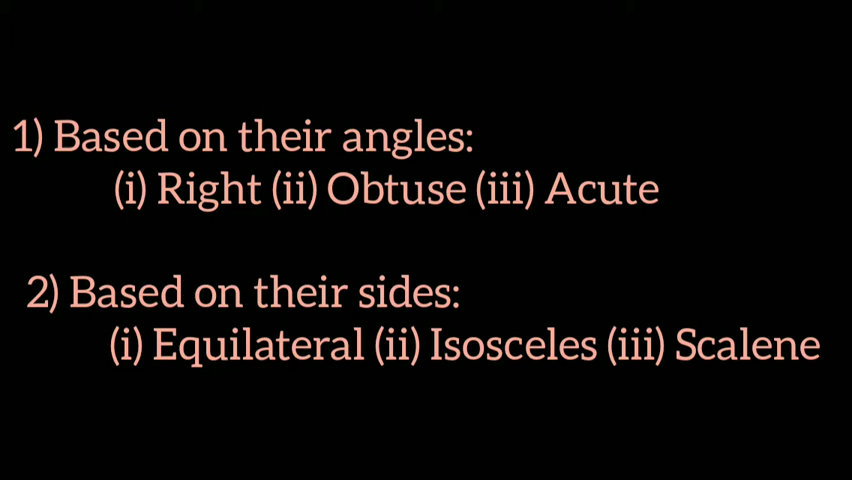 1) Based on their angles:
(i) Right (ii) Obtuse (iii) Acute
2) Based on their sides:
(i) Equilateral (ii) Isosceles (iii) Scalene